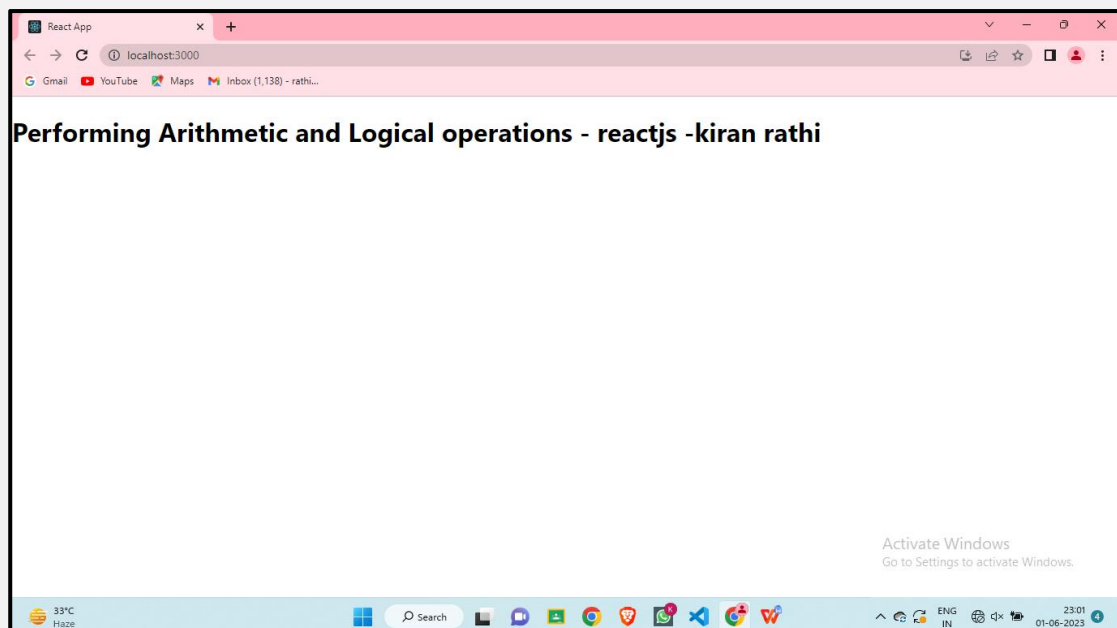 React App
localhost:3000
Gmail YouTube Maps Inbox (1,138) - rathi...
Performing Arithmetic and Logical operations - reactjs -kiran rathi
Activate Windows
Go to Settings to activate Windows.
33°C
Haze
Search
ENG
IN
23:01
01-06-2023
4